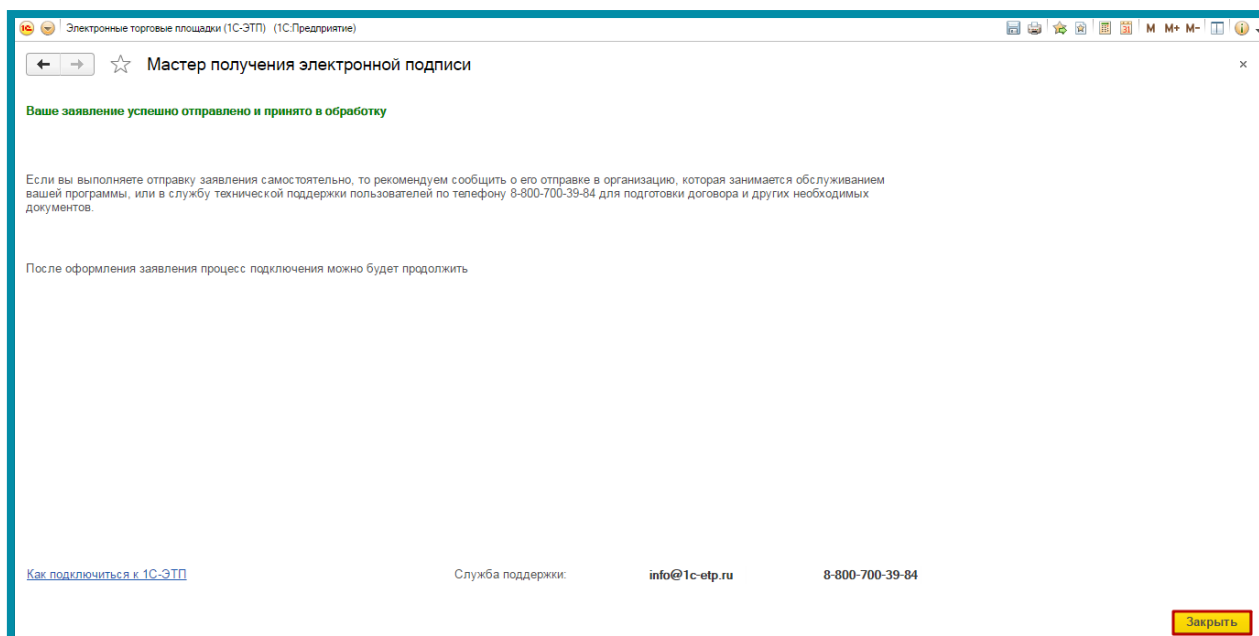 Электронные торговые площадки (1С-ЭТП) (1С:Предприятие)
M M+ M-
Мастер получения электронной подписи
Ваше заявление успешно отправлено и принято в обработку
Если вы выполняете отправку заявления самостоятельно, то рекомендуем сообщить о его отправке в организацию, которая занимается обслуживанием
вашей программы, или в службу технической поддержки пользователей по телефону 8-800-700-39-84 для подготовки договора и других необходимых
документов.
После оформления заявления процесс подключения можно будет продолжить
Как подключиться к 1С-ЭТП Служба поддержки: info@1c-etp.ru 8-800-700-39-84
Закрыть